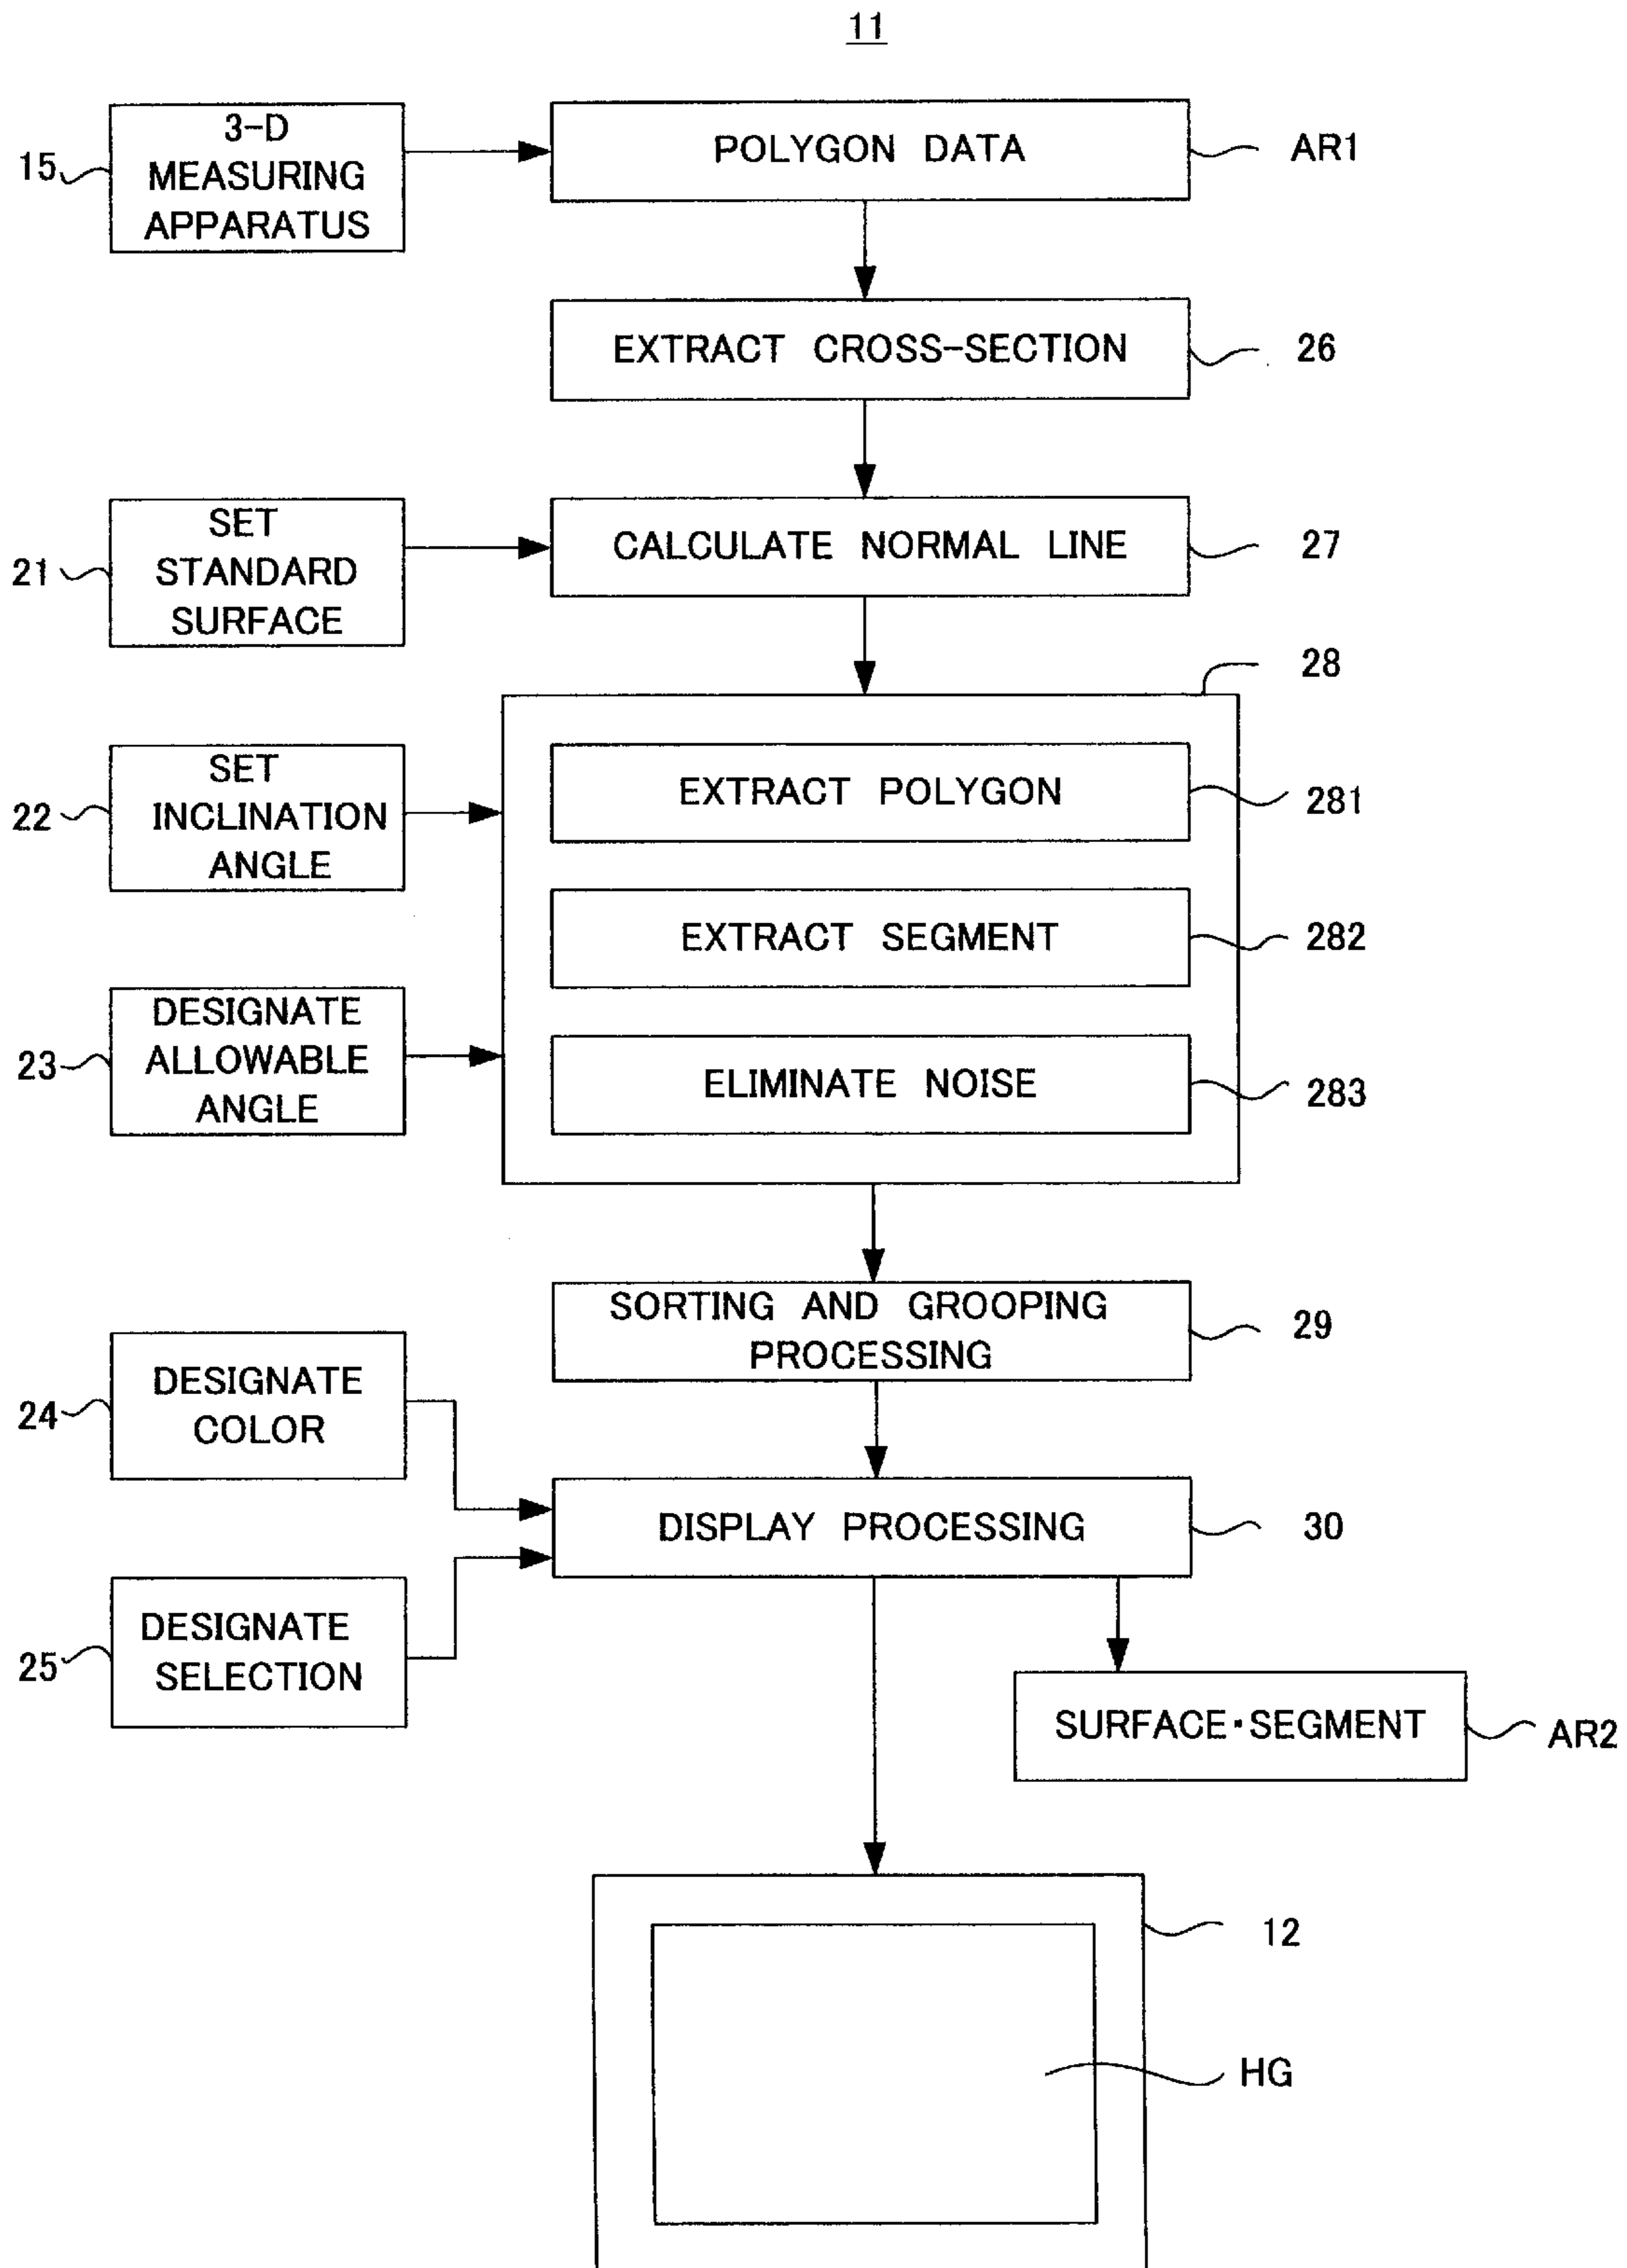 11
3-D
MEASURING
APPARATUS
15
POLYGON DATA
AR1
EXTRACT CROSS-SECTION
26
SET
STANDARD
SURFACE
21
CALCULATE NORMAL LINE
27
28
SET
INCLINATION
ANGLE
22
EXTRACT POLYGON
281
EXTRACT SEGMENT
282
DESIGNATE
ALLOWABLE
ANGLE
23
ELIMINATE NOISE
283
SORTING AND GROOPING
PROCESSING
29
DESIGNATE
COLOR
24
DISPLAY PROCESSING
30
DESIGNATE
SELECTION
25
SURFACE・SEGMENT
AR2
12
HG